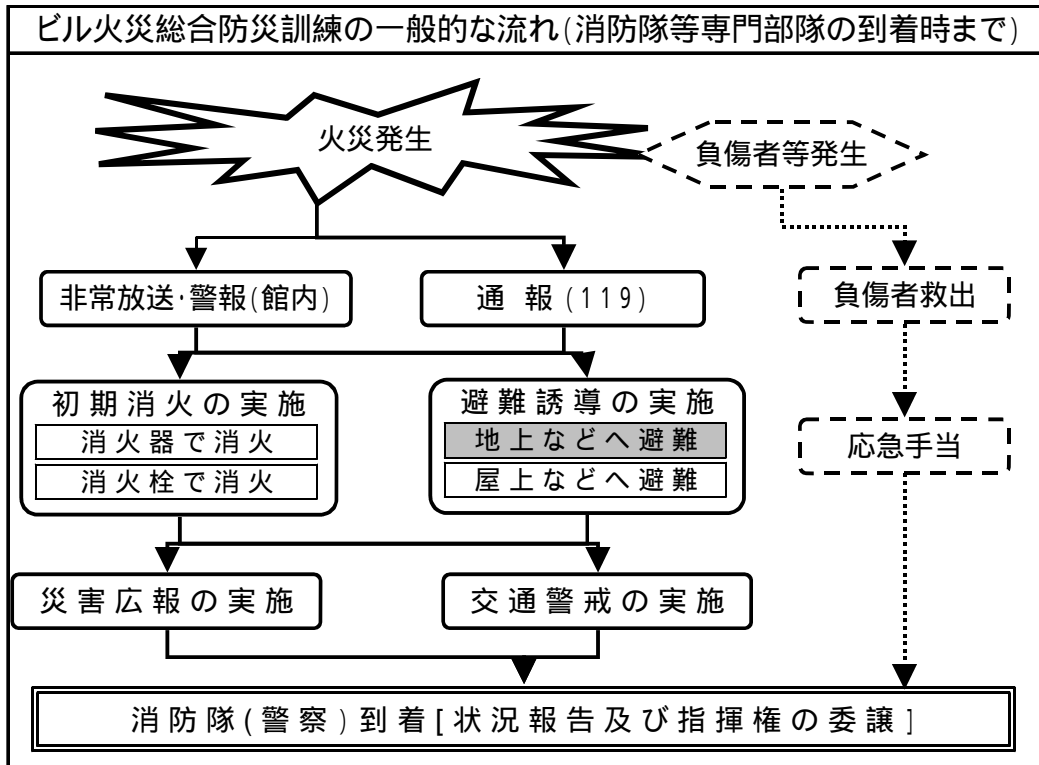 ビル火災総合防災訓練の一般的な流れ(消防隊等専門部隊の到着時まで)
火災発生
負傷者等発生
非常放送・警報(館内)
通報(119)
負傷者救出
初期消火の実施
消火器で消火
消火栓で消火
避難誘導の実施
地上などへ避難
屋上などへ避難
応急手当
災害広報の実施
交通警戒の実施
消防隊(警察)到着[状況報告及び指揮権の委譲]